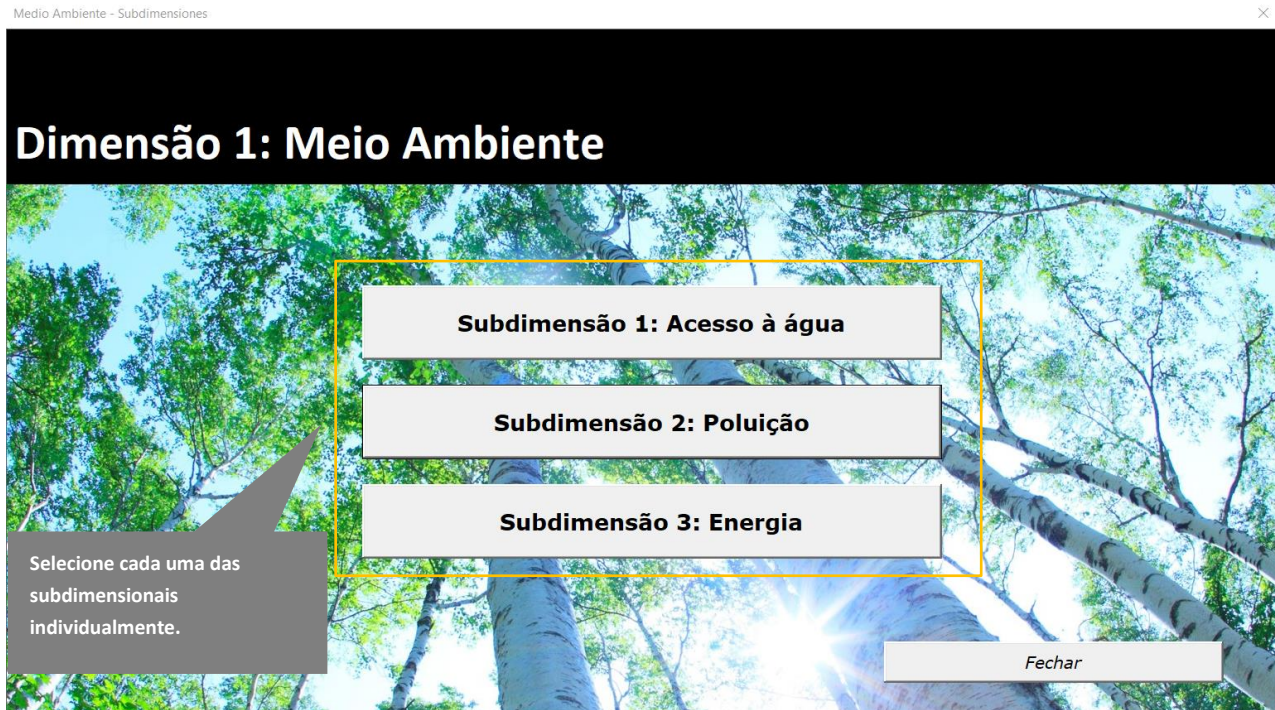 Medio Ambiente - Subdimensiones
Dimensão 1: Meio Ambiente
Subdimensão 1: Acesso à água
Subdimensão 2: Poluição
Subdimensão 3: Energia
Selecione cada uma das
subdimensionais
individualmente.
Fechar